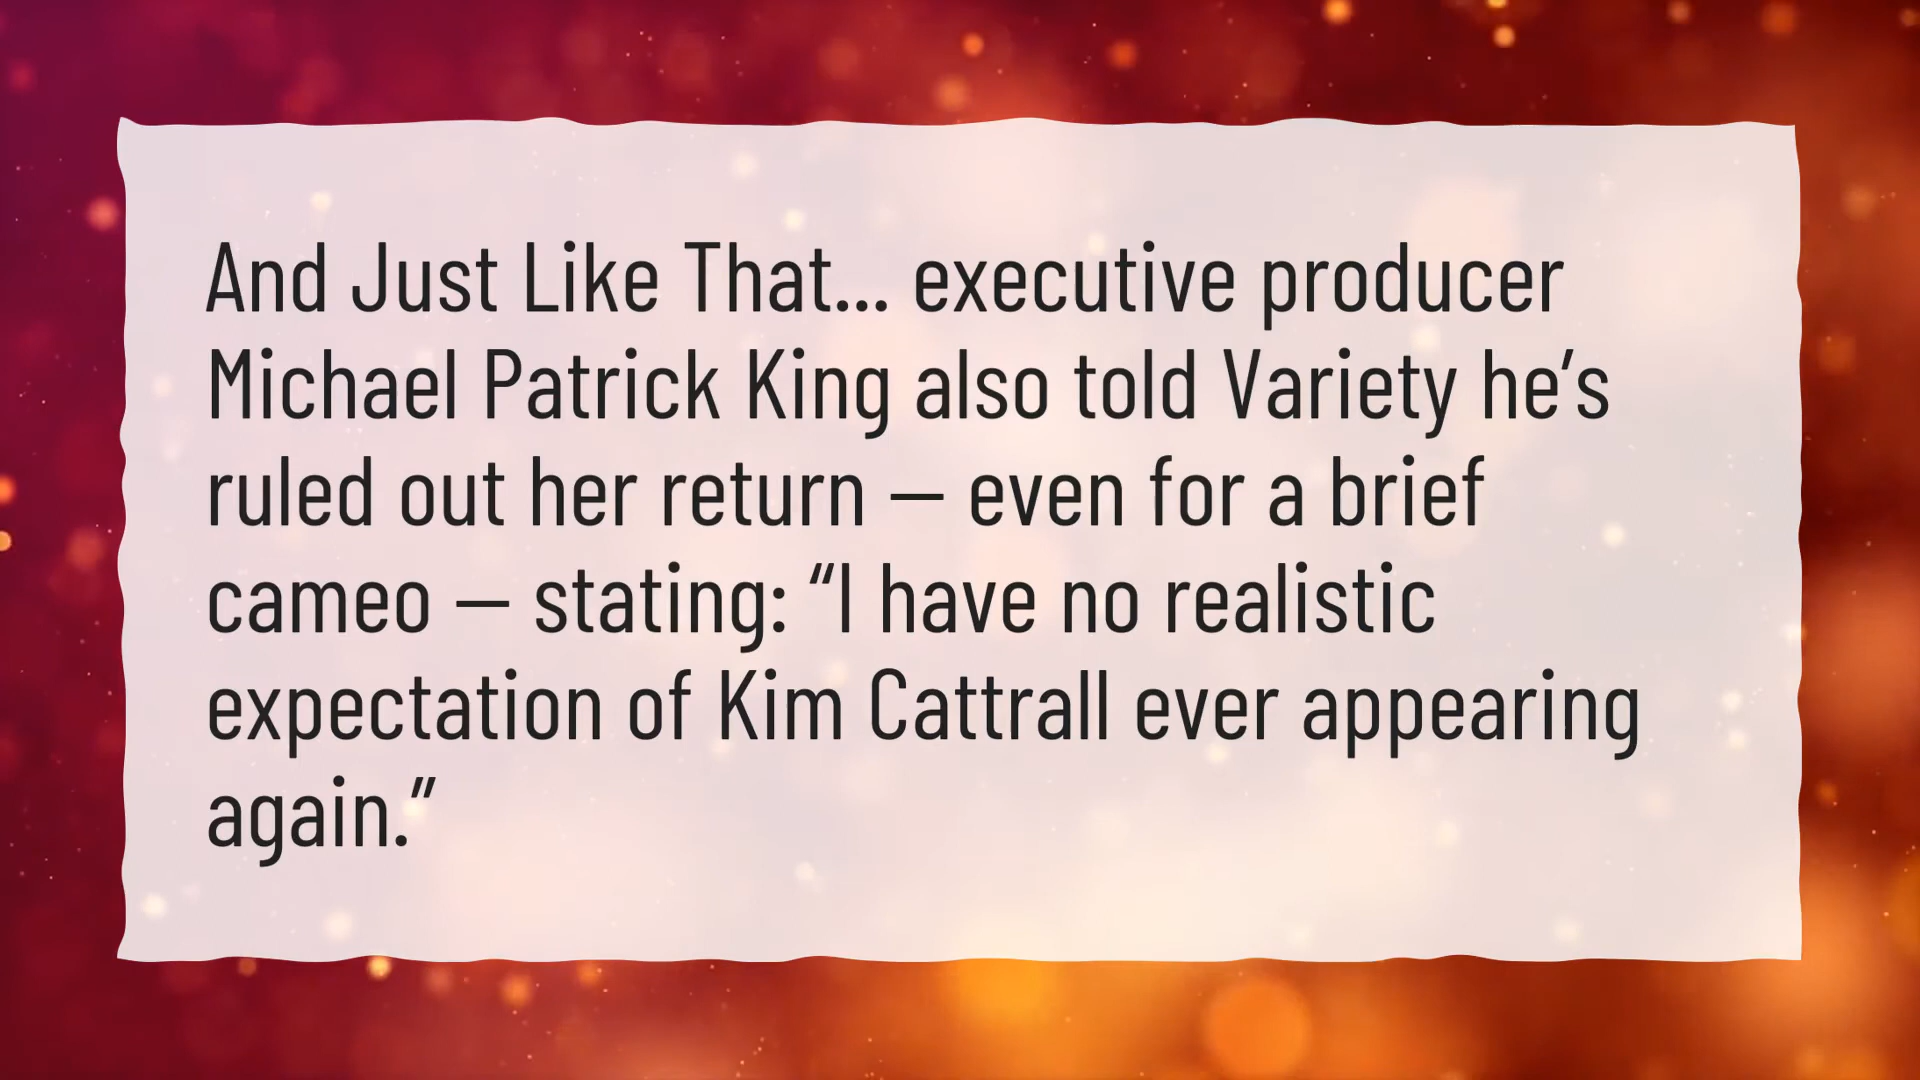 And Just Like That... executive producer
Michael Patrick King also told Variety he’s
ruled out her return — even for a brief
cameo — stating: “I have no realistic
expectation of Kim Cattrall ever appearing
again.”